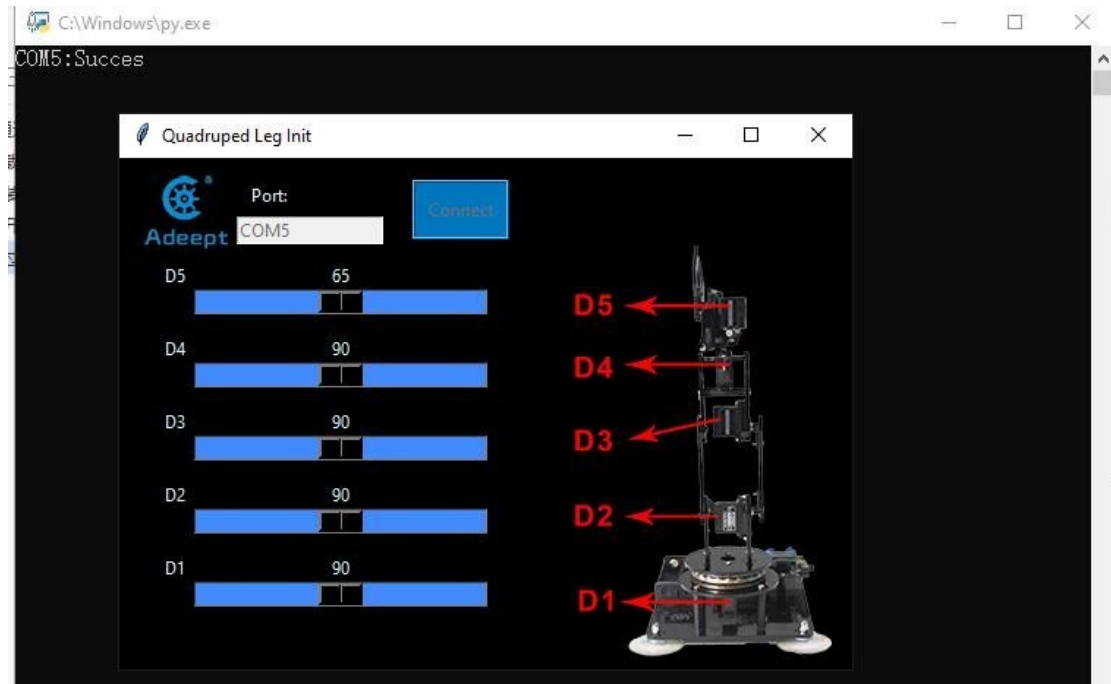 C:\Windows\py.exe
COM5:Succes
Quadruped Leg Init
Adeept
®
Port:
COM5
Connect
D5 65
D4 90
D3 90
D2 90
D1 90
D5
D4
D3
D2
D1